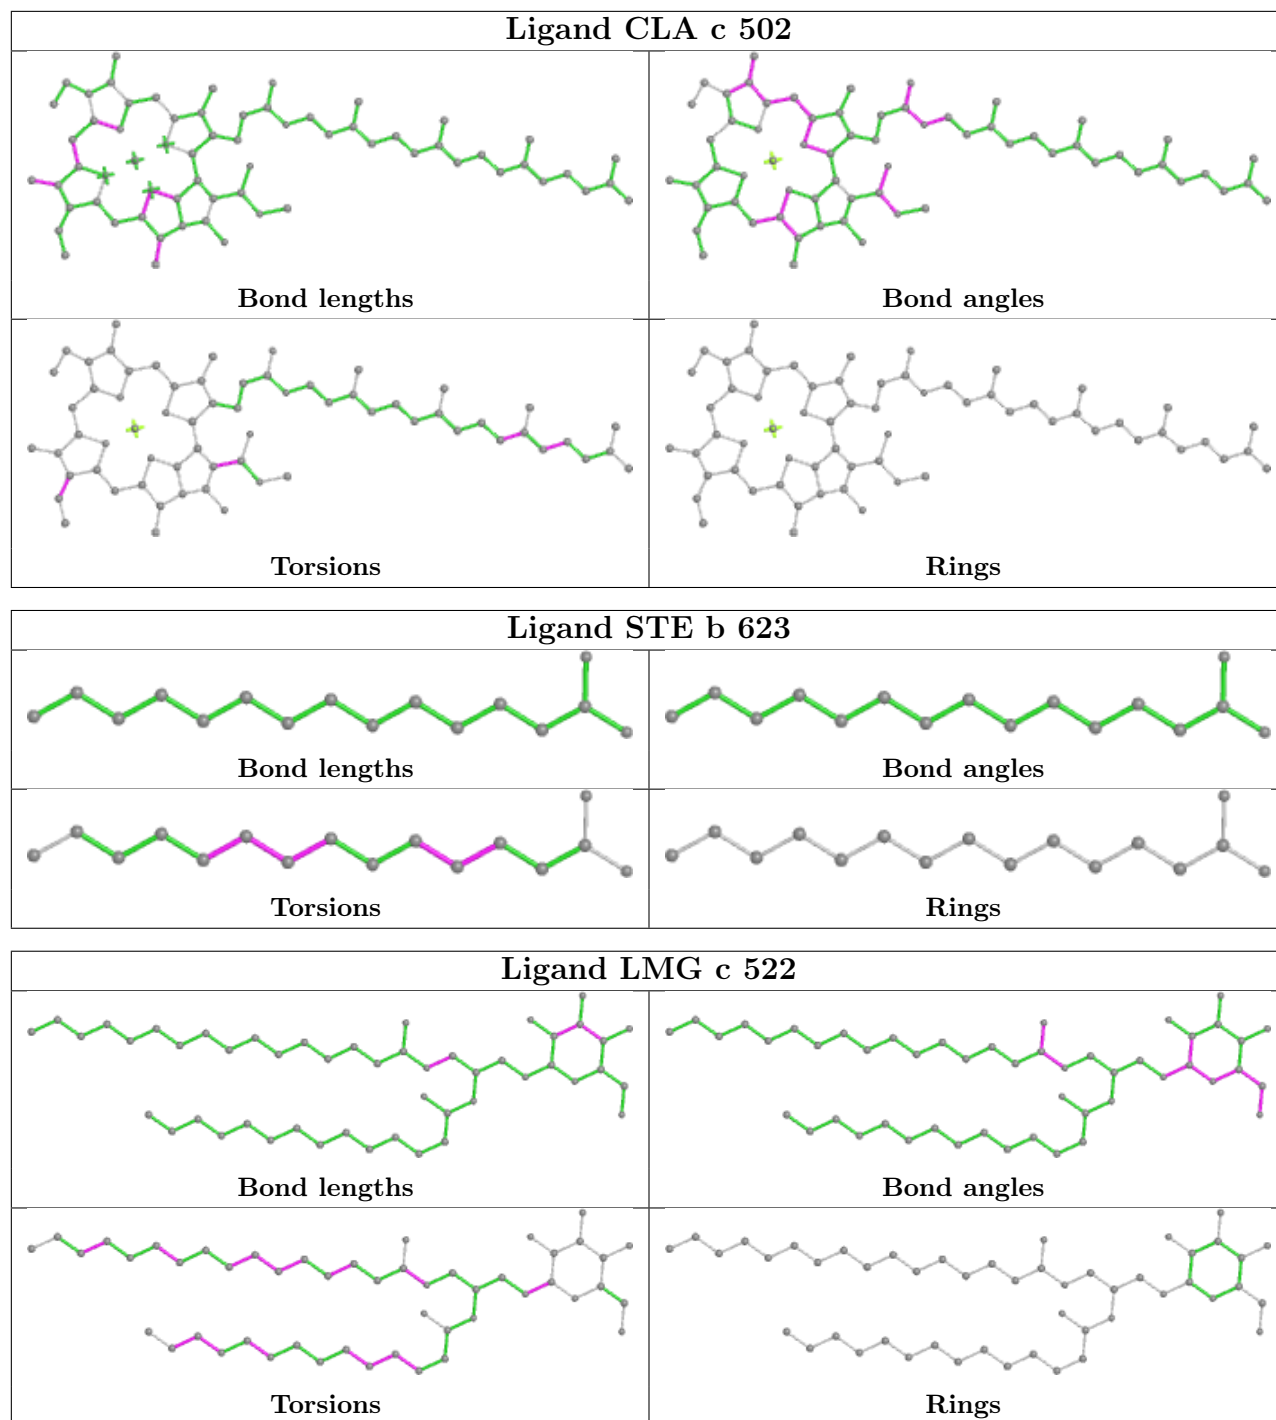 Ligand CLA c 502
Bond lengths
Bond angles
Torsions
Rings
Ligand STE b 623
Bond lengths
Bond angles
Torsions
Rings
Ligand LMG c 522
Bond lengths
Bond angles
Torsions
Rings